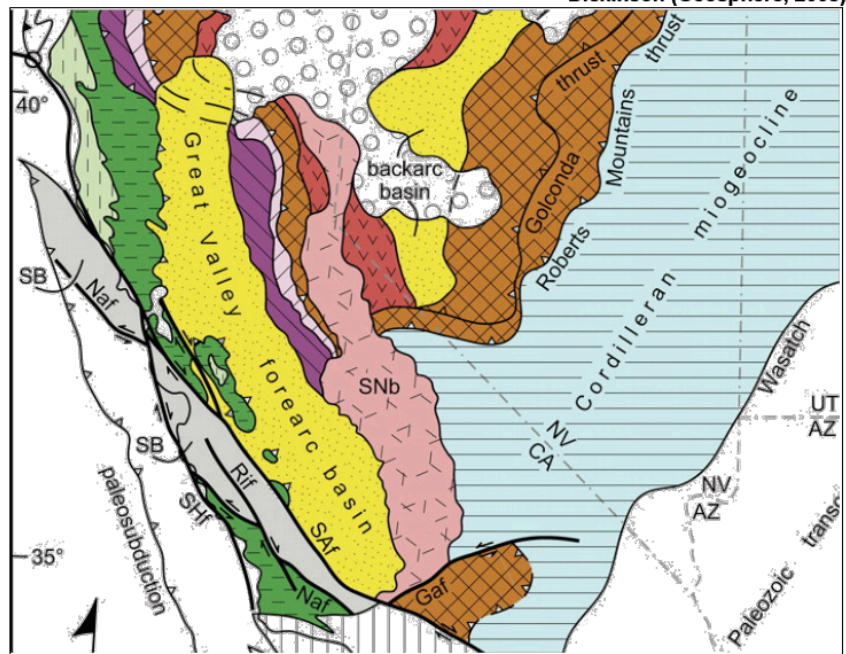 40°
Great Valley
forearc basin
backarc
basin
thrust
thrust
Golconda
Mountains
Roberts
Cordilleran miogeocline
Wasatch
SB
Naf
SNb
NV
CA
UT
AZ
NV
AZ
SB
Rif
SHf
SAf
35°
paleosubduction
Naf
Gaf
Paleozoic